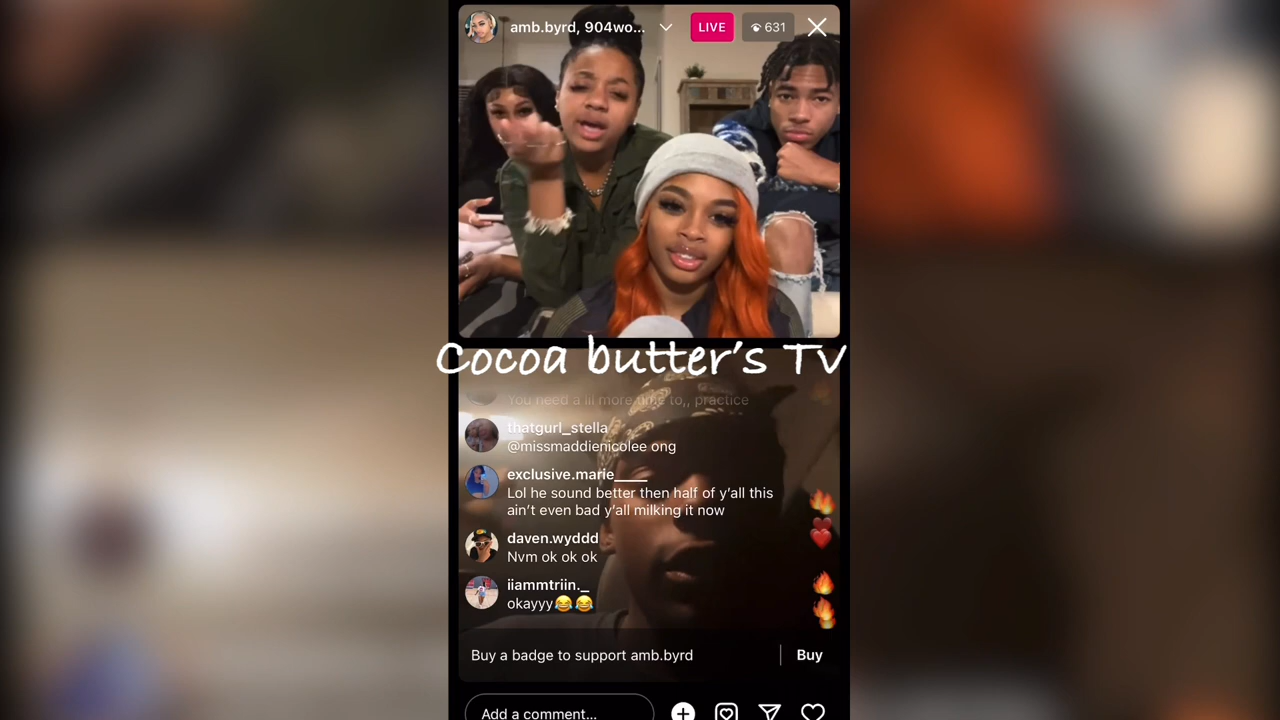 amb.byrd, 904wo...
LIVE
631
Cocoa butter's Tv
You need a lil more time to,, practice
thatgurl_stella
@missmaddienicolee ong
exclusive.marie____
Lol he sound better then half of y'all this
ain't even bad y'all milking it now
daven.wyddd
Nvm ok ok ok
iiammtriin._
okayyy😂😂
Buy a badge to support amb.byrd
Buy
Add a comment...